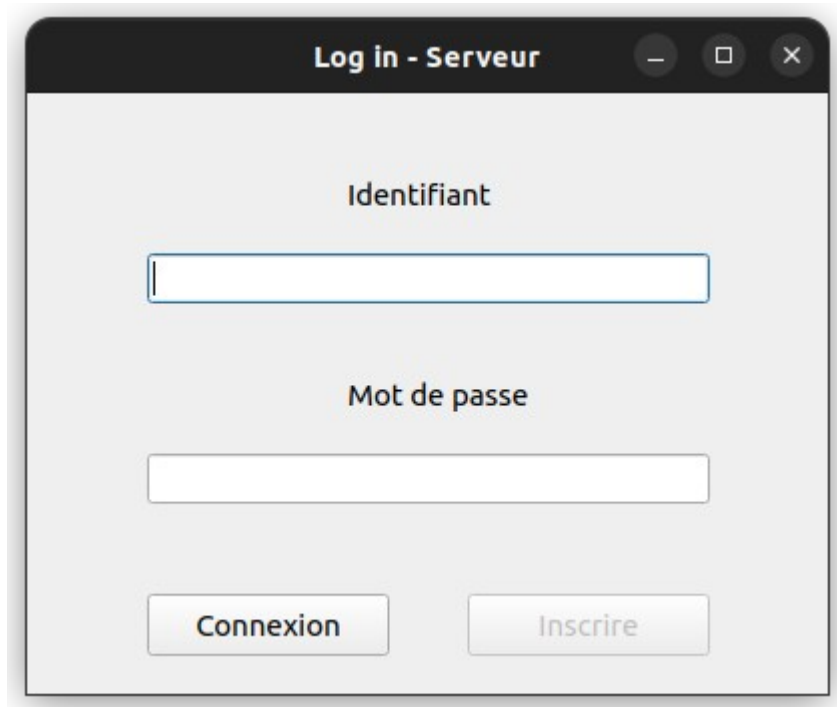 Log in - Serveur
Identifiant
Mot de passe
Connexion Inscrire